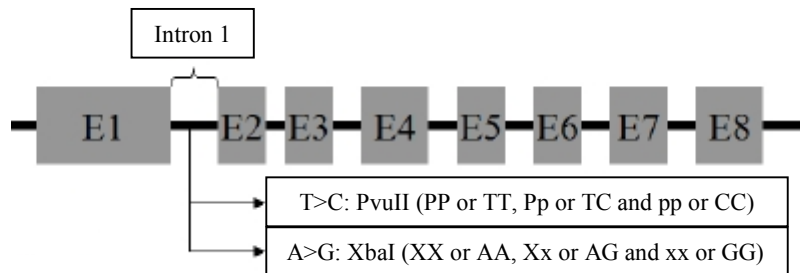 Intron 1
E1 E2 E3 E4 E5 E6 E7 E8
T>C: PvuII (PP or TT, Pp or TC and pp or CC)
A>G: XbaI (XX or AA, Xx or AG and xx or GG)